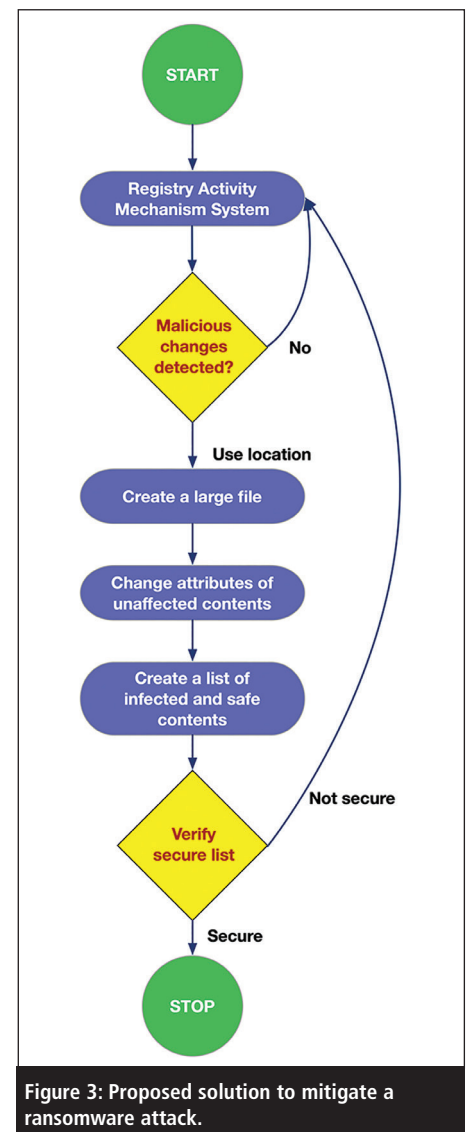 START
Registry Activity
Mechanism System
Malicious
changes
detected?
No
Use location
Create a large file
Change attributes of
unaffected contents
Create a list of
infected and safe
contents
Not secure
Verify
secure list
Secure
STOP
Figure 3: Proposed solution to mitigate a
ransomware attack.